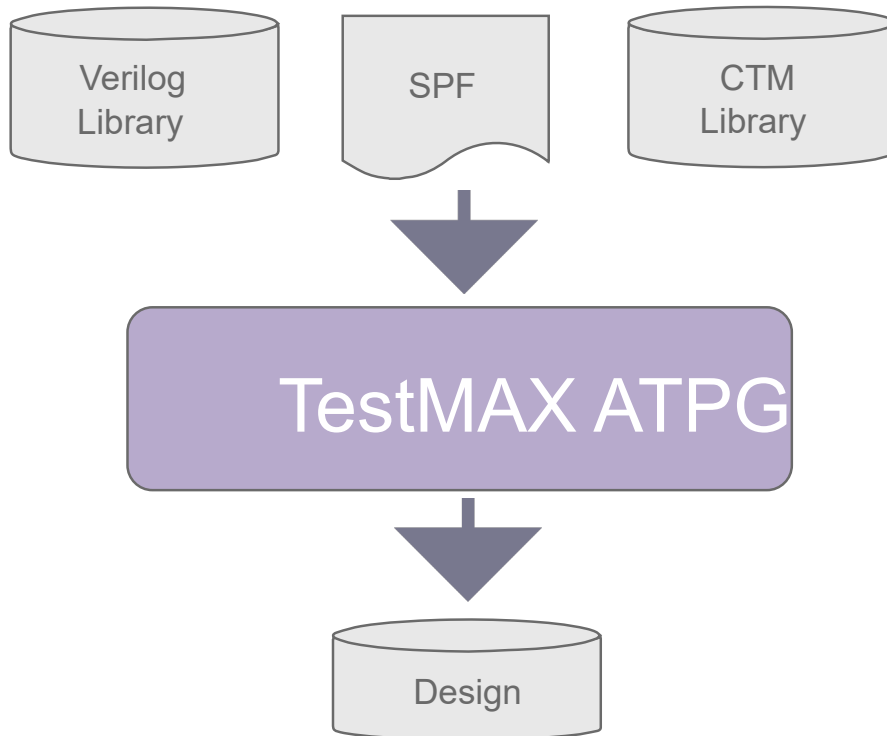 Verilog
Library
SPF
CTM
Library
TestMAX ATPG
Design